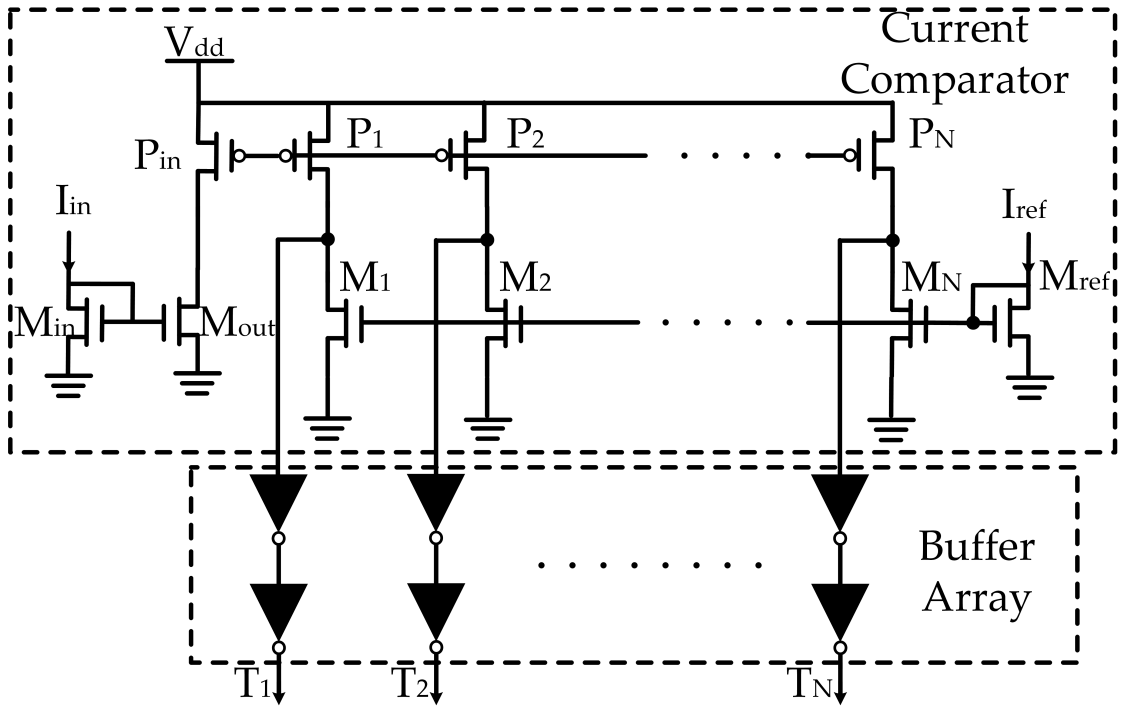 Vdd
Current
Comparator
Pin
P1
P2
PN
Iin
Iref
M1
M2
MN
Mref
Min
Mout
Buffer
Array
T1
T2
TN